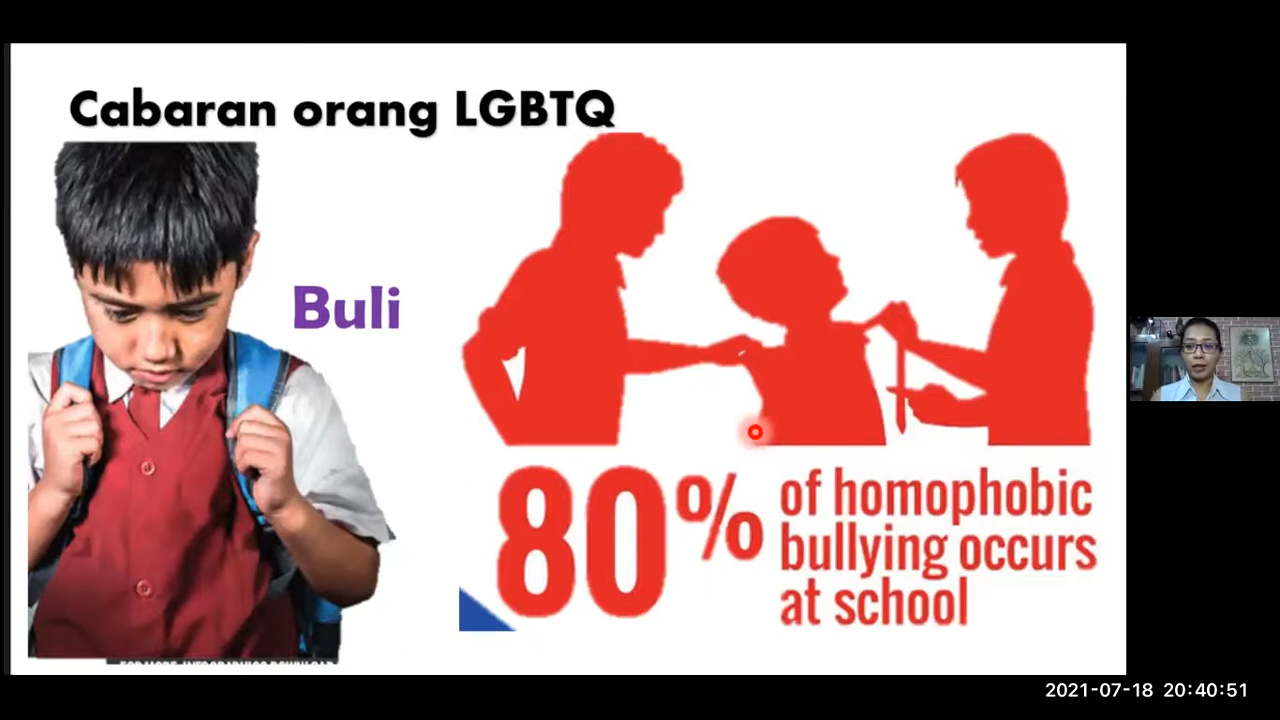 Cabaran orang LGBTQ
Buli
80% of homophobic
bullying occurs
at school
2021-07-18 20:40:51